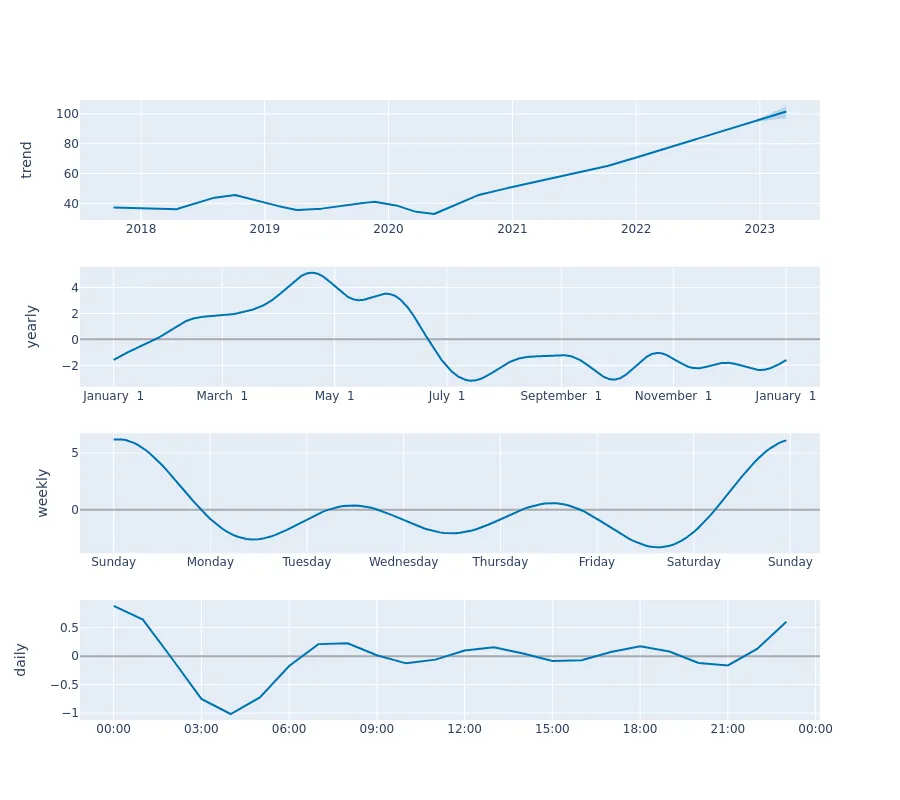 trend
100
80
60
40
2018 2019 2020 2021 2022 2023
yearly
4
2
0
−2
January 1 March 1 May 1 July 1 September 1 November 1 January 1
weekly
5
0
Sunday Monday Tuesday Wednesday Thursday Friday Saturday Sunday
daily
0.5
0
−0.5
−1
00:00 03:00 06:00 09:00 12:00 15:00 18:00 21:00 00:00